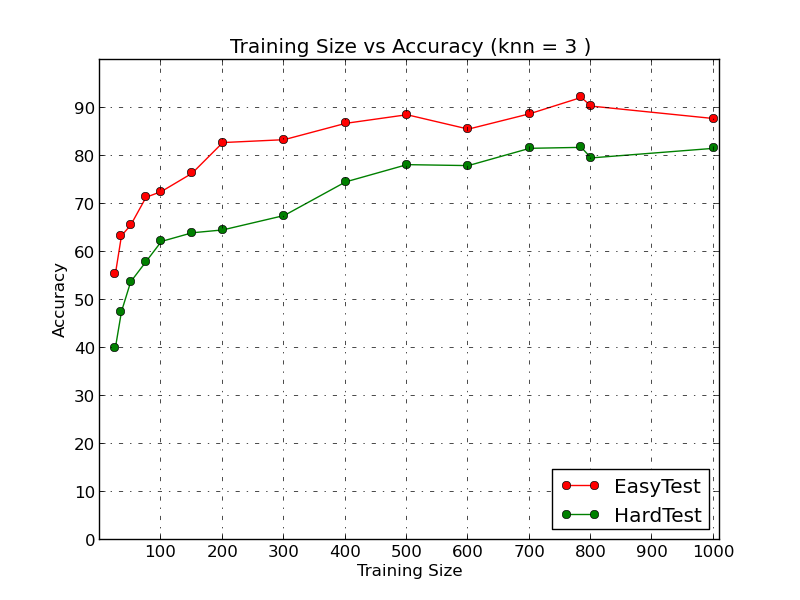 Training Size vs Accuracy (knn = 3 )
Accuracy
90
80
70
60
50
40
30
20
10
0
100 200 300 400 500 600 700 800 900 1000
Training Size
EasyTest
HardTest